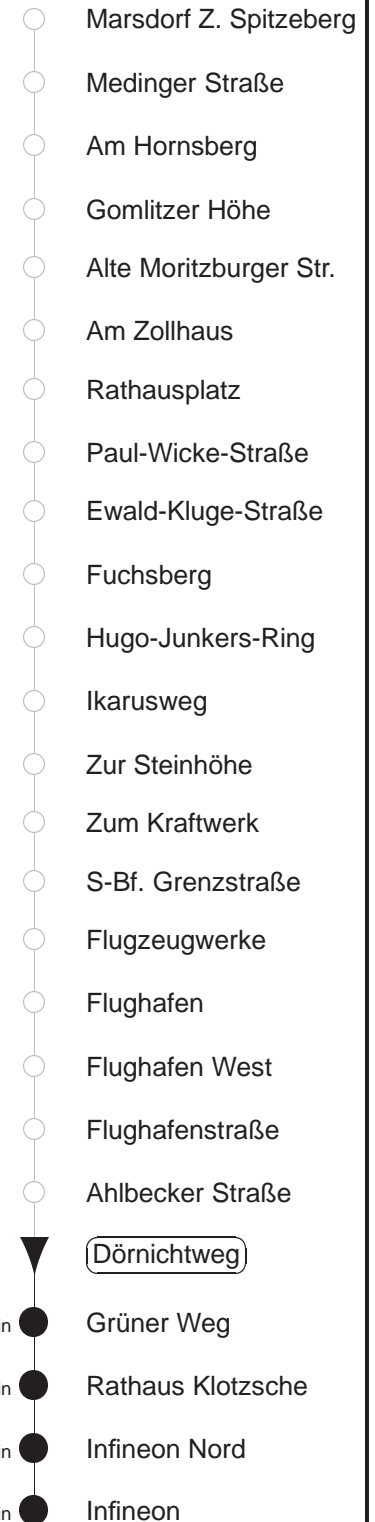 Marsdorf Z. Spitzeberg
Medinger Straße
Am Hornsberg
Gomlitzer Höhe
Alte Moritzburger Str.
Am Zollhaus
Rathausplatz
Paul-Wicke-Straße
Ewald-Kluge-Straße
Fuchsberg
Hugo-Junkers-Ring
Ikarusweg
Zur Steinhöhe
Zum Kraftwerk
S-Bf. Grenzstraße
Flugzeugwerke
Flughafen
Flughafen West
Flughafenstraße
Ahlbecker Straße
Dörnichtweg
Grüner Weg
Rathaus Klotzsche
Infineon Nord
Infineon